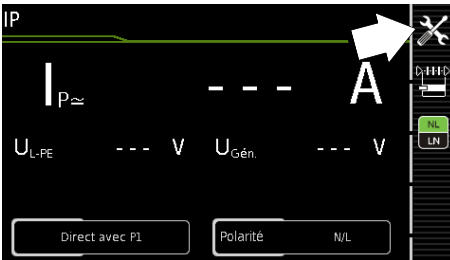 IP
IP≃ - - - A
UL-PE - - - V UGén. - - - V
NL
LN
Direct avec P1 Polarité N/L